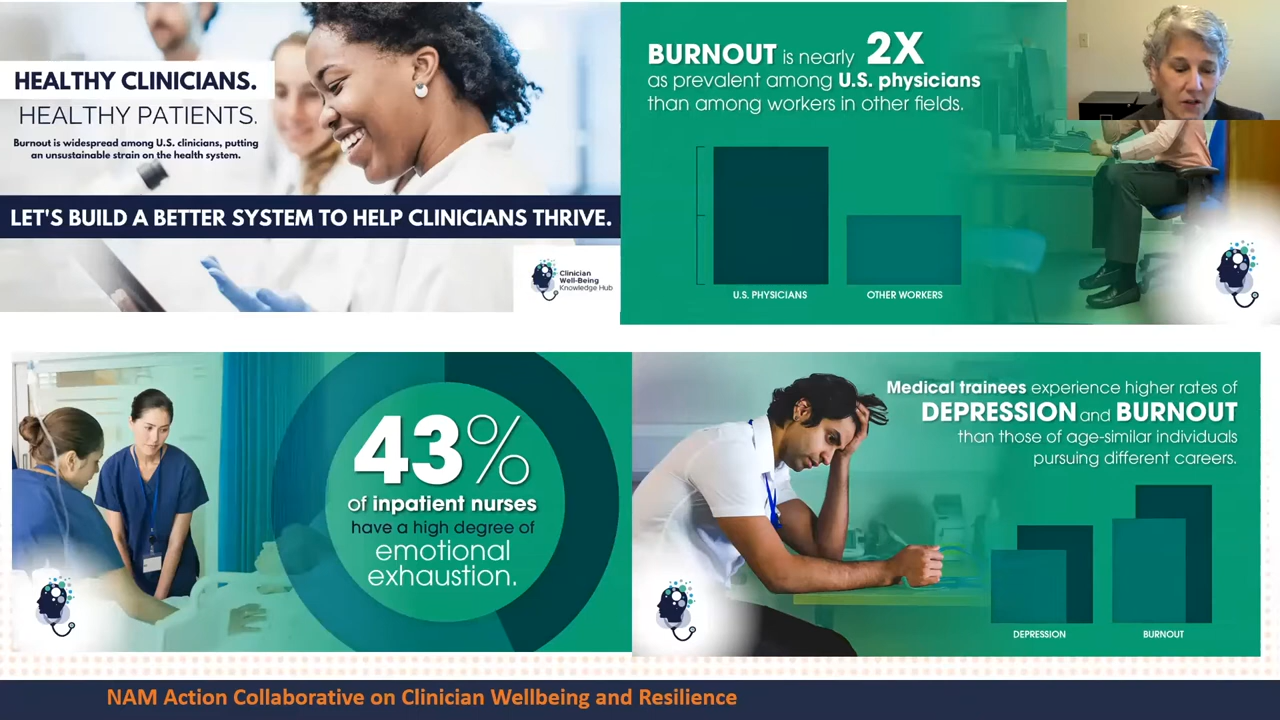 HEALTHY CLINICIANS.
HEALTHY PATIENTS.
Burnout is widespread among U.S. clinicians, putting
an unsustainable strain on the health system.
LET'S BUILD A BETTER SYSTEM TO HELP CLINICIANS THRIVE.
Clinician
Well-Being
Knowledge Hub
BURNOUT is nearly 2X
as prevalent among U.S. physicians
than among workers in other fields.
U.S. PHYSICIANS
OTHER WORKERS
43%
of inpatient nurses
have a high degree of
emotional
exhaustion.
Medical trainees experience higher rates of
DEPRESSION and BURNOUT
than those of age-similar individuals
pursuing different careers.
DEPRESSION
BURNOUT
NAM Action Collaborative on Clinician Wellbeing and Resilience